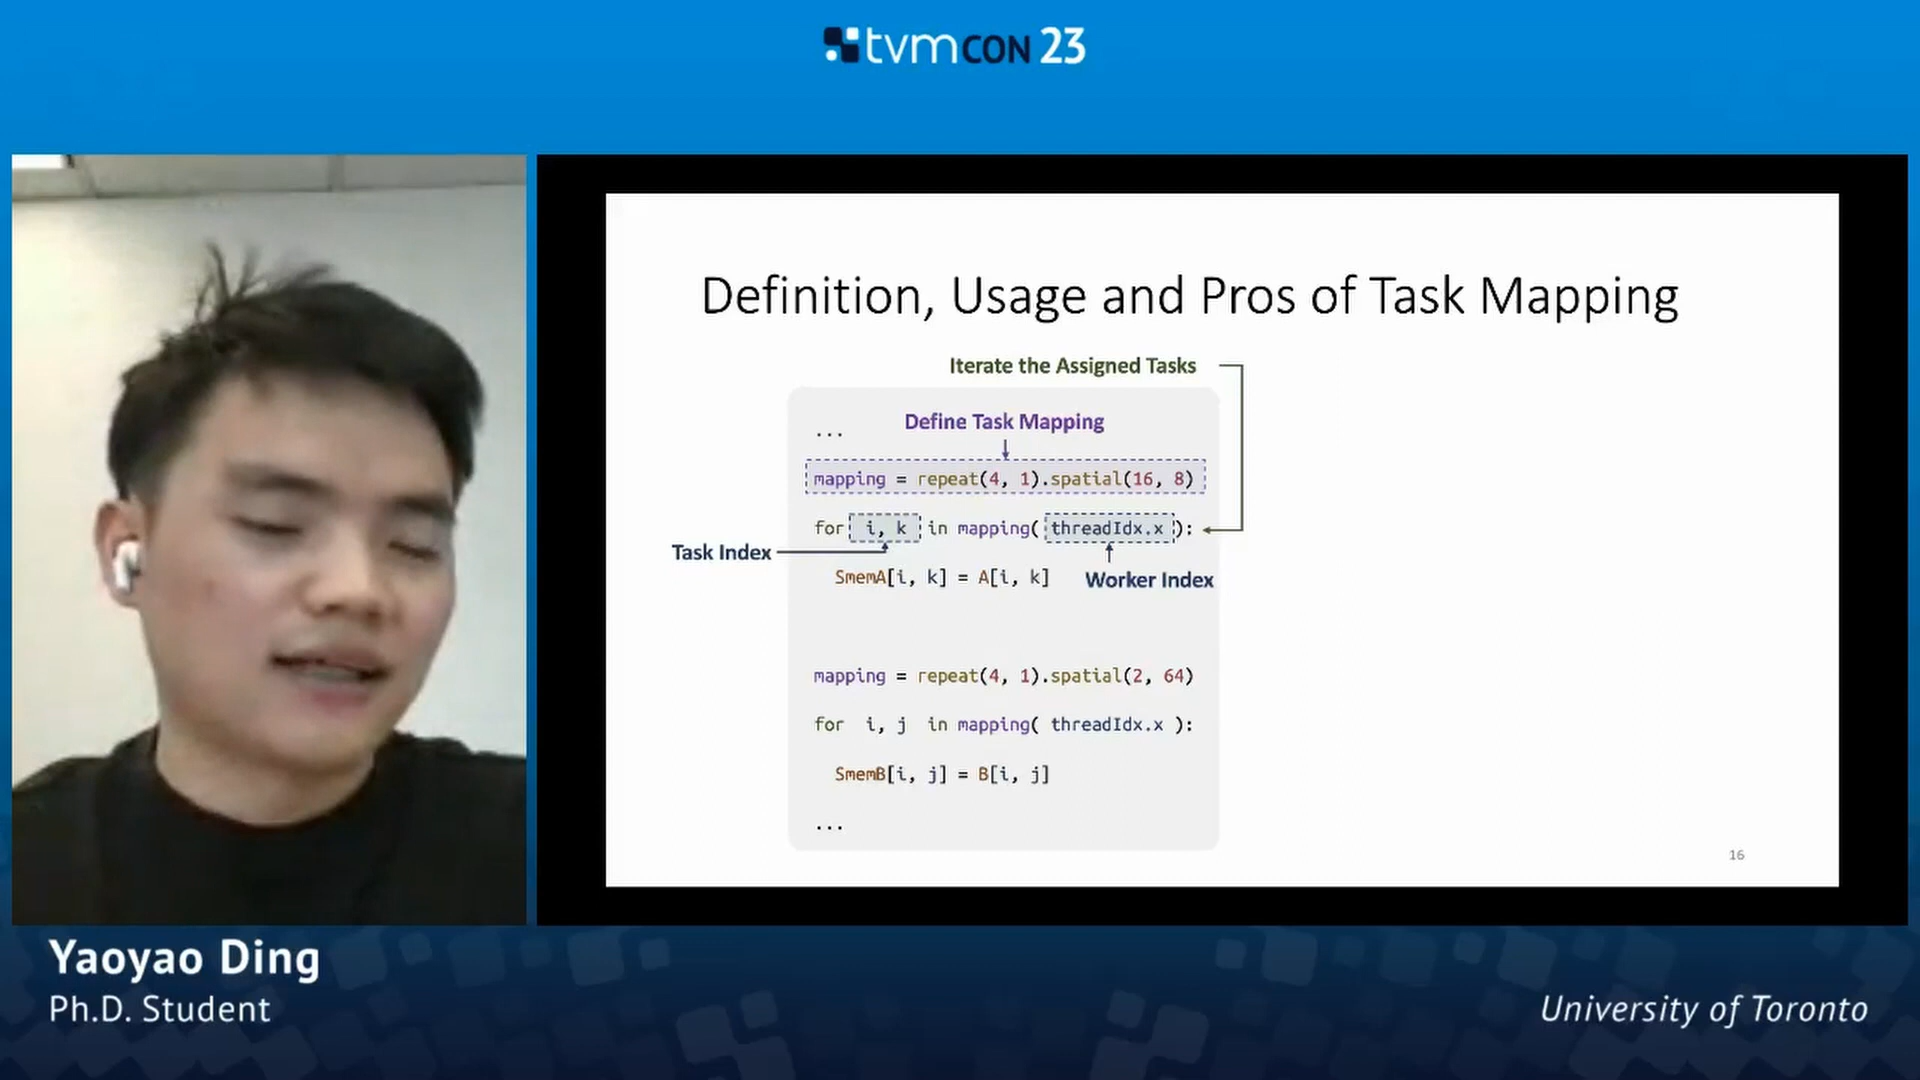 tvmCON 23
Definition, Usage and Pros of Task Mapping
Iterate the Assigned Tasks
Define Task Mapping
...
mapping = repeat(4, 1).spatial(16, 8)
for i, k in mapping( threadIdx.x ):
Task Index
SmemA[i, k] = A[i, k]
Worker Index
mapping = repeat(4, 1).spatial(2, 64)
for i, j in mapping( threadIdx.x ):
SmemB[i, j] = B[i, j]
...
16
Yaoyao Ding
Ph.D. Student
University of Toronto